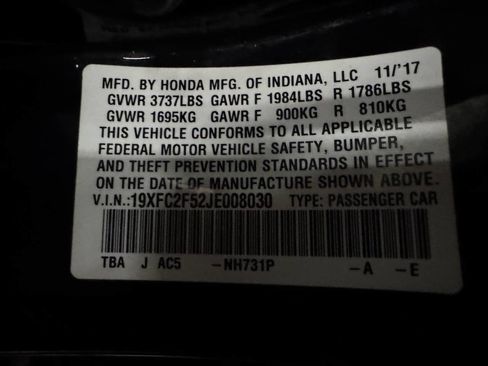 MFD. BY HONDA MFG. OF INDIANA, LLC 11/'17
GVWR 3737LBS GAWR F 1984LBS R 1786LBS
GVWR 1695KG GAWR F 900KG R 810KG
THIS VEHICLE CONFORMS TO ALL APPLICABLE
FEDERAL MOTOR VEHICLE SAFETY, BUMPER,
AND THEFT PREVENTION STANDARDS IN EFFECT
ON THE DATE OF MANUFACTURE SHOWN ABOVE.
V.I.N.:19XFC2F52JE008030 TYPE: PASSENGER CAR
TBA J AC5 -NH731P -A -E